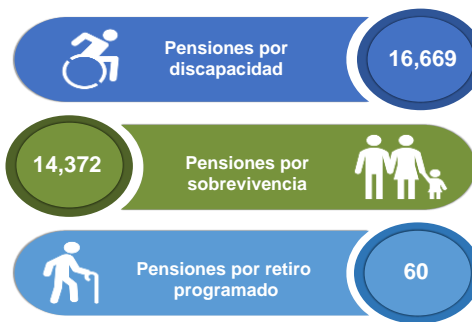 Pensiones por
discapacidad
16,669
14,372
Pensiones por
sobrevivencia
Pensiones por retiro
programado
60